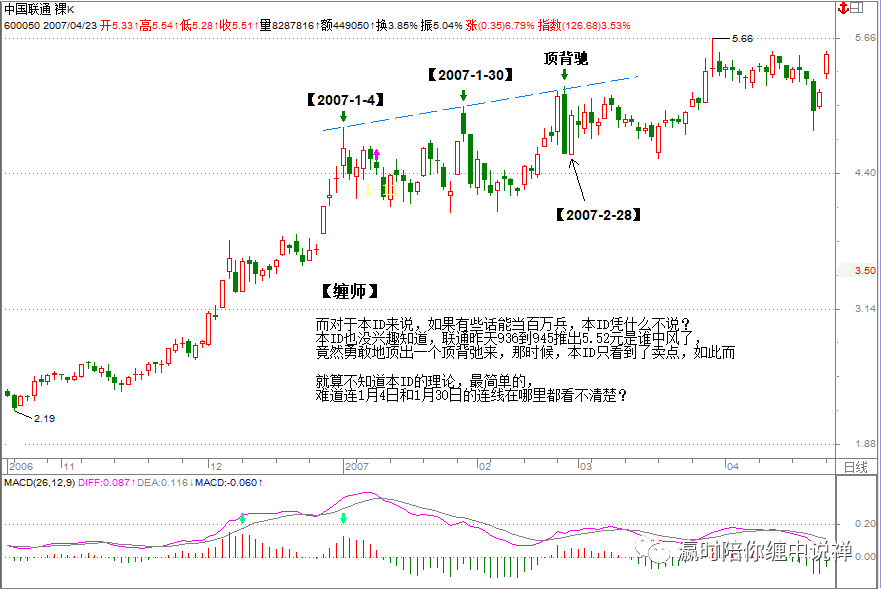 中国联通 裸K
600050 2007/04/23 开5.33↑高5.54↑低5.28↑收5.51↑量8287816↑额449050↑换3.85% 振5.04% 涨(0.35)6.79% 指数(126.68)3.53%
5.66
5.66
顶背驰
【2007-1-30】
【2007-1-4】
4.40
【2007-2-28】
3.50
【缠师】
3.14
而对于本ID来说，如果有些话能当百万兵，本ID凭什么不说？
本ID也没兴趣知道，联通昨天936到945推出5.52元是谁中风了，
竟然勇敢地顶出一个顶背弛来，那时候，本ID只看到了卖点，如此而
就算不知道本ID的理论，最简单的，
难道连1月4日和1月30日的连线在哪里都看不清楚？
2.19
1.88
2006 11 12 2007 02 03 04 日线
MACD(26,12,9) DIFF:0.087↑DEA:0.116↓MACD:-0.060↑
0.20
赢时陪你缠中说禅
0.00